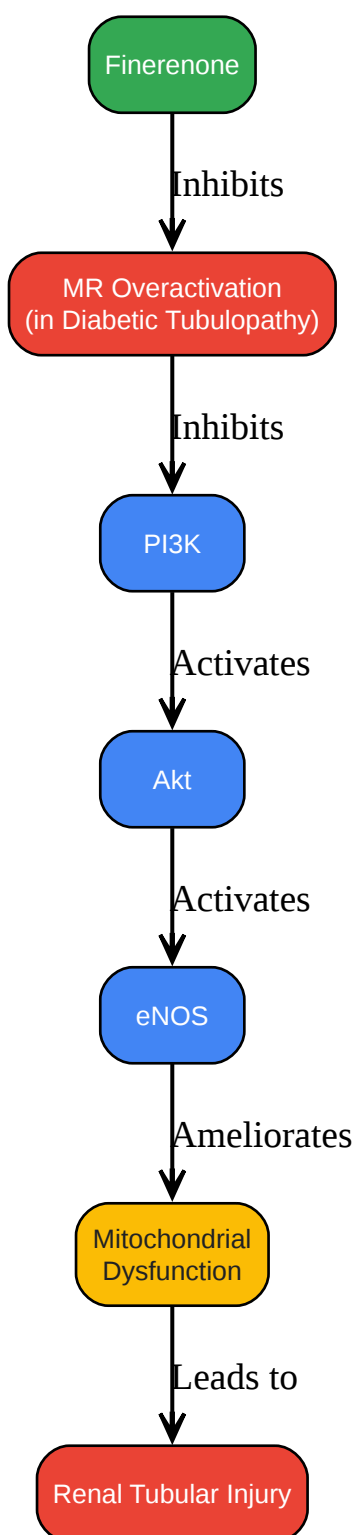 Finerenone
Inhibits
MR Overactivation
(in Diabetic Tubulopathy)
Inhibits
PI3K
Activates
Akt
Activates
eNOS
Ameliorates
Mitochondrial
Dysfunction
Leads to
Renal Tubular Injury